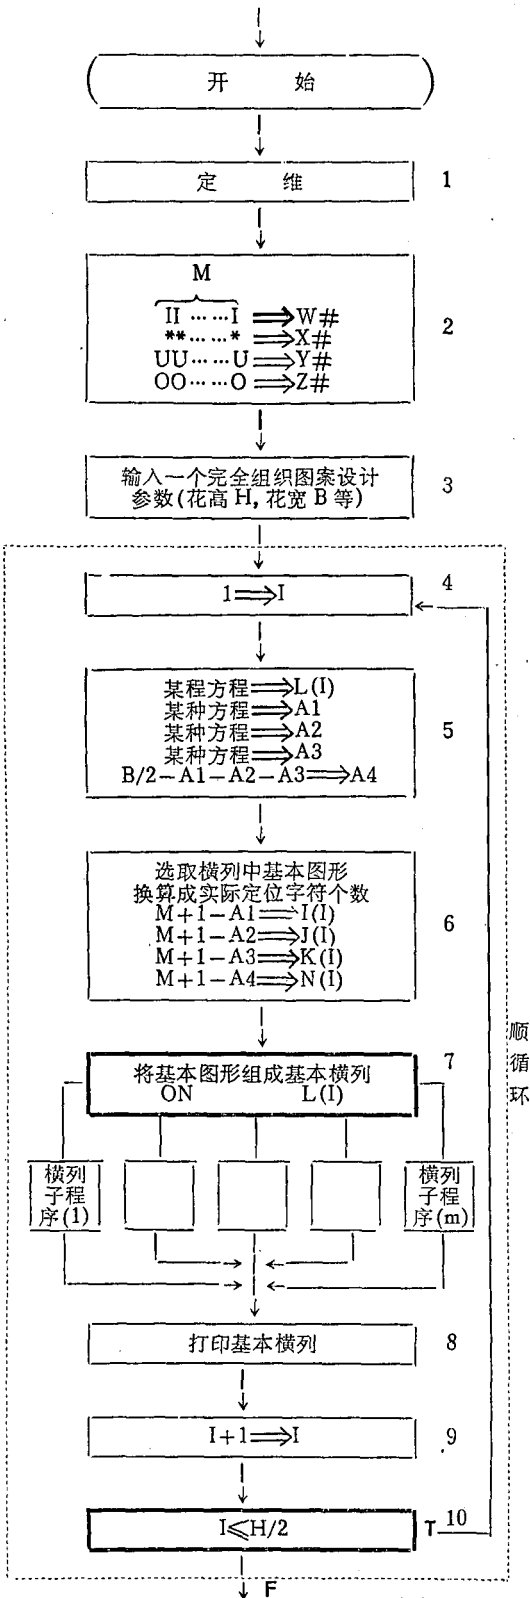 开 始
定 维 1
M
II……I⟹W#
**……*⟹X#
UU……U⟹Y#
OO……O⟹Z#
2
输入一个完全组织图案设计
参数(花高H,花宽B等)
3
4
1⟹I
某程方程⟹L(I)
某种方程⟹A1
某种方程⟹A2
某种方程⟹A3
B/2-A1-A2-A3⟹A4
5
选取横列中基本图形
换算成实际定位字符个数
M+1-A1⟹I(I)
M+1-A2⟹J(I)
M+1-A3⟹K(I)
M+1-A4⟹N(I)
6
顺
循
环
7
将基本图形组成基本横列
ON L(I)
横列
子程
序(1)
横列
子程
序(m)
打印基本横列 8
I+1⟹I 9
I≤H/2 T 10
F